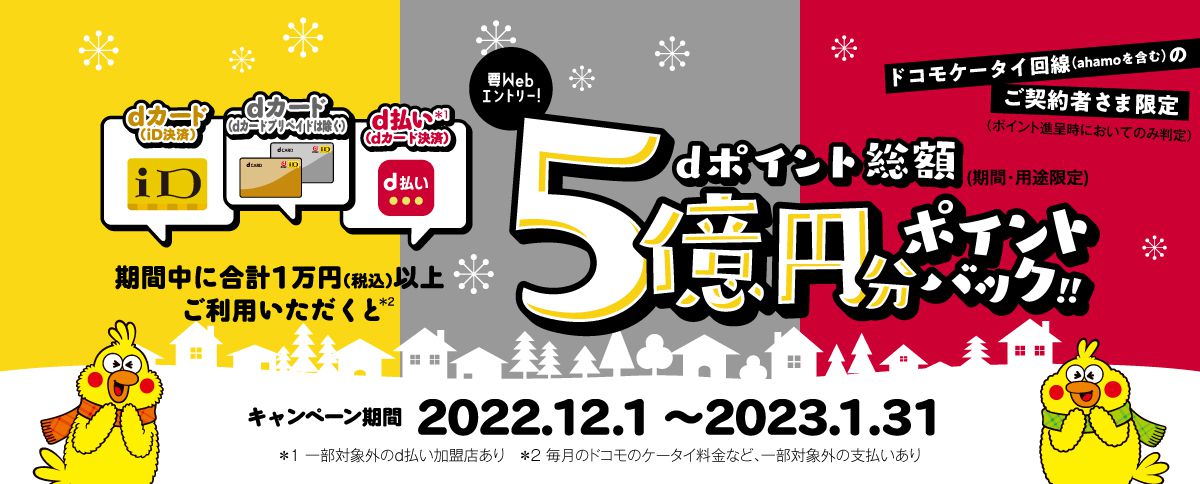 要Web
エントリー!
ドコモケータイ回線(ahamoを含む)の
ご契約者さま限定
(ポイント進呈時においてのみ判定)
dカード
(iD決済)
iD
dカード
(dカードプリペイドは除く)
d CARD iD
d CARD iD
d払い*1
(dカード決済)
d払い
dポイント総額(期間・用途限定)
5億円分ポイント
バック!!
期間中に合計1万円(税込)以上
ご利用いただくと*2
キャンペーン期間 2022.12.1 〜2023.1.31
*1 一部対象外のd払い加盟店あり *2 毎月のドコモのケータイ料金など、一部対象外の支払いあり